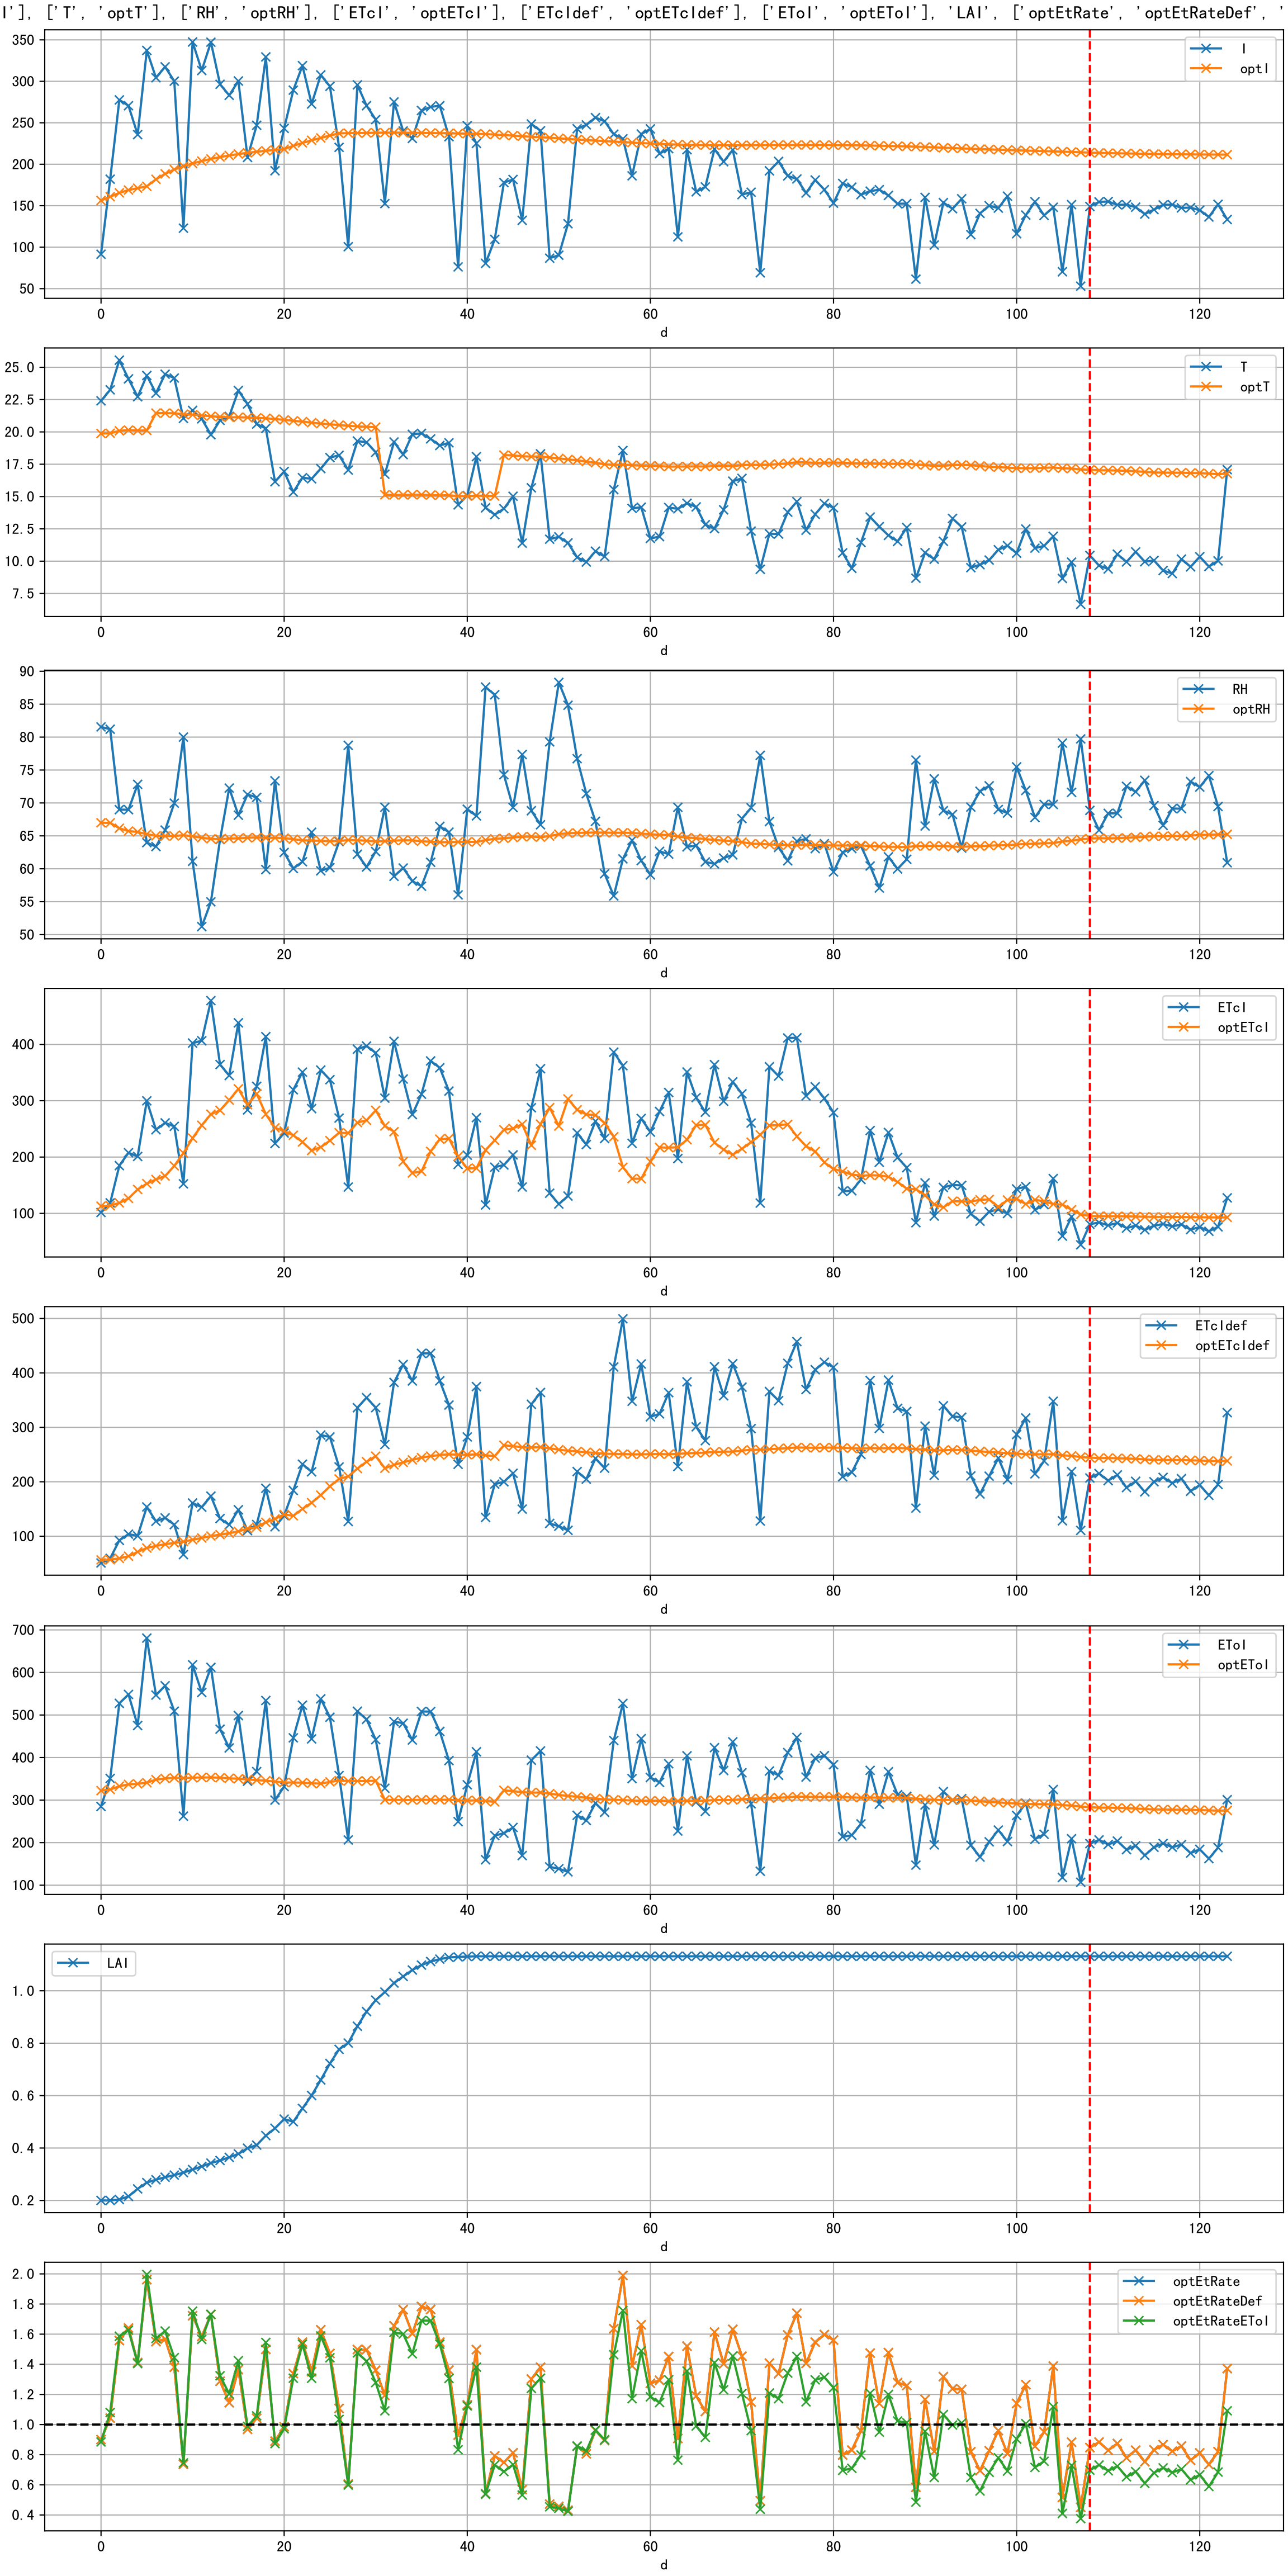 I'], ['T', 'optT'], ['RH', 'optRH'], ['ETcI', 'optETcI'], ['ETcIdef', 'optETcIdef'], ['EToI', 'optEToI'], 'LAI', ['optEtRate', 'optEtRateDef', '
350
300
250
200
150
100
50
I
optI
0 20 40 60 80 100 120
d
25.0
22.5
20.0
17.5
15.0
12.5
10.0
7.5
T
optT
0 20 40 60 80 100 120
d
90
85
80
75
70
65
60
55
50
RH
optRH
0 20 40 60 80 100 120
d
400
300
200
100
ETcI
optETcI
0 20 40 60 80 100 120
d
500
400
300
200
100
ETcIdef
optETcIdef
0 20 40 60 80 100 120
d
700
600
500
400
300
200
100
EToI
optEToI
0 20 40 60 80 100 120
d
1.0
0.8
0.6
0.4
0.2
LAI
0 20 40 60 80 100 120
d
2.0
1.8
1.6
1.4
1.2
1.0
0.8
0.6
0.4
optEtRate
optEtRateDef
optEtRateEToI
0 20 40 60 80 100 120
d